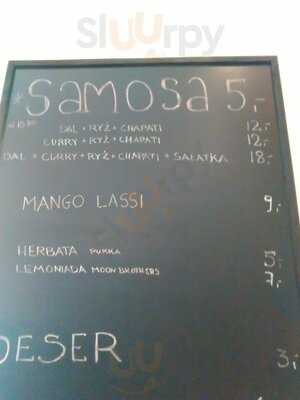 sluurpy
* SAMOSA 5,-
DAL + RYŻ + CHAPATI 12,-
CURRY + RYŻ + CHAPATI 12,-
DAL + CURRY + RYŻ + CHAPATI + SAŁATKA 18,-
MANGO LASSI 9,-
HERBATA PUKKA 5,-
LEMONIADA MOON BROTHERS 7,-
DESER 3,-